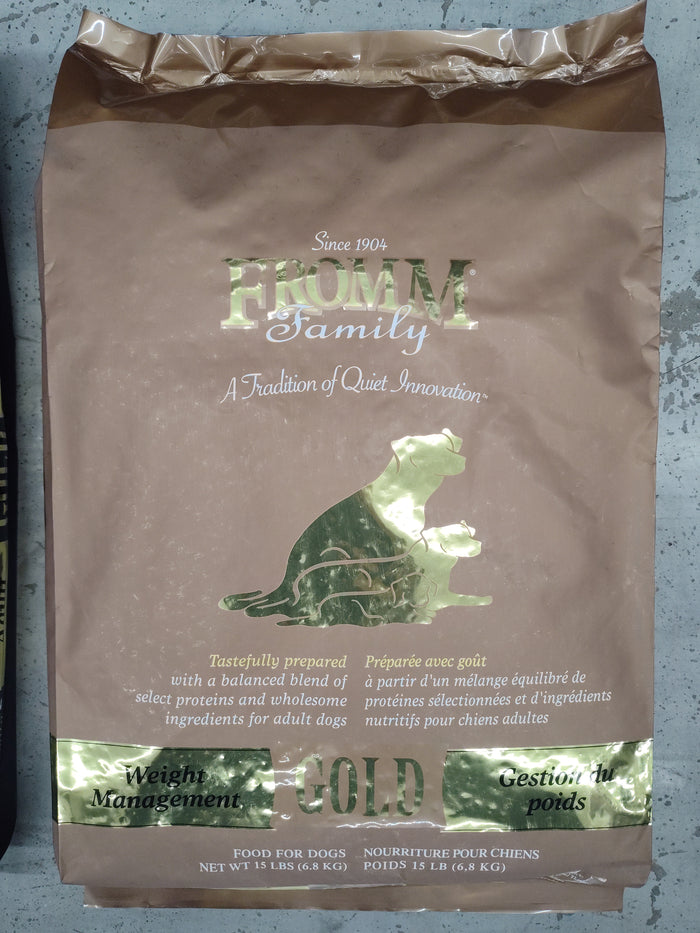 Since 1904
FROMM®
Family
A Tradition of Quiet Innovation™
Tastefully prepared
with a balanced blend of
select proteins and wholesome
ingredients for adult dogs
Préparée avec goût
à partir d'un mélange équilibré de
protéines sélectionnées et d'ingrédients
nutritifs pour chiens adultes
Weight
Management
GOLD
Gestion du
poids
FOOD FOR DOGS
NET WT 15 LBS (6.8 KG)
NOURRITURE POUR CHIENS
POIDS 15 LB (6,8 KG)